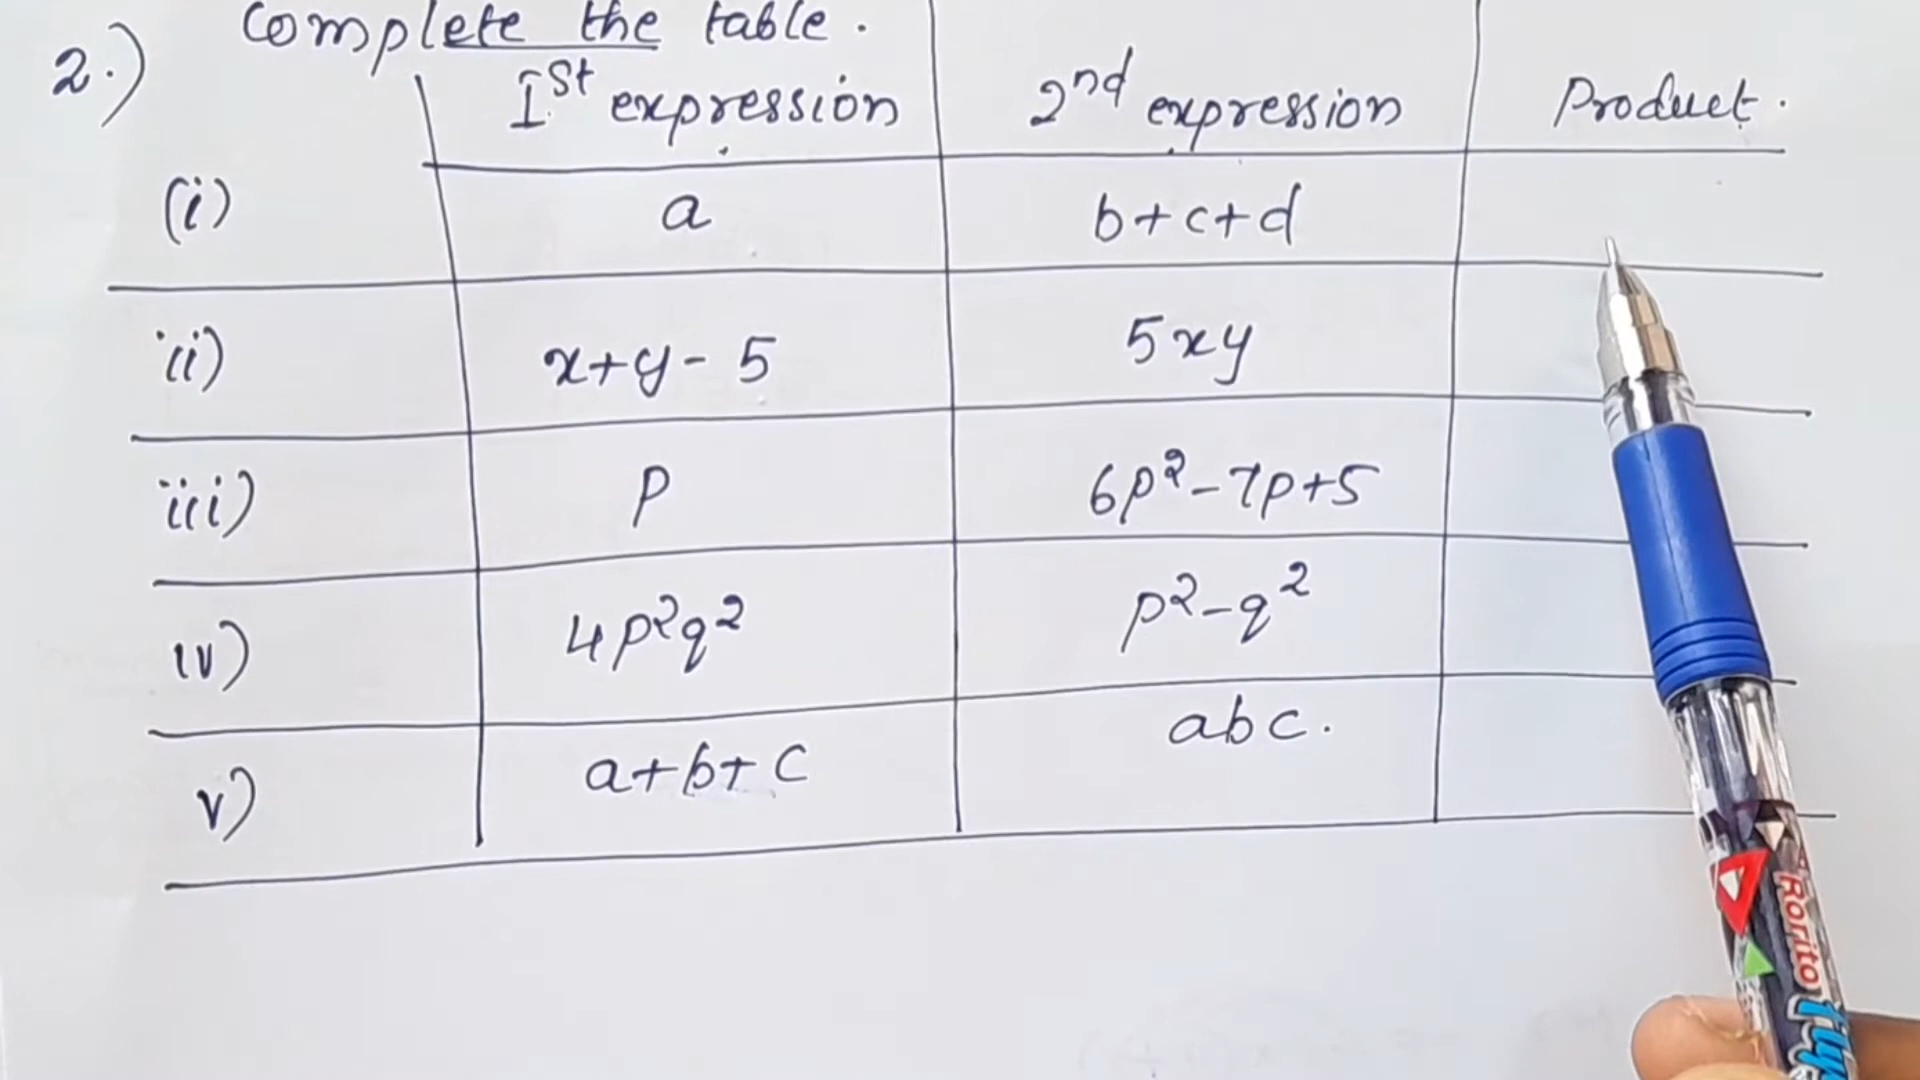 2.) Complete the table.
Ist expression 2nd expression Product.
(i) a b+c+d
ii) x+y-5 5xy
iii) p 6p²-7p+5
iv) 4p²q² p²-q²
v) a+b+c abc.
Rorito